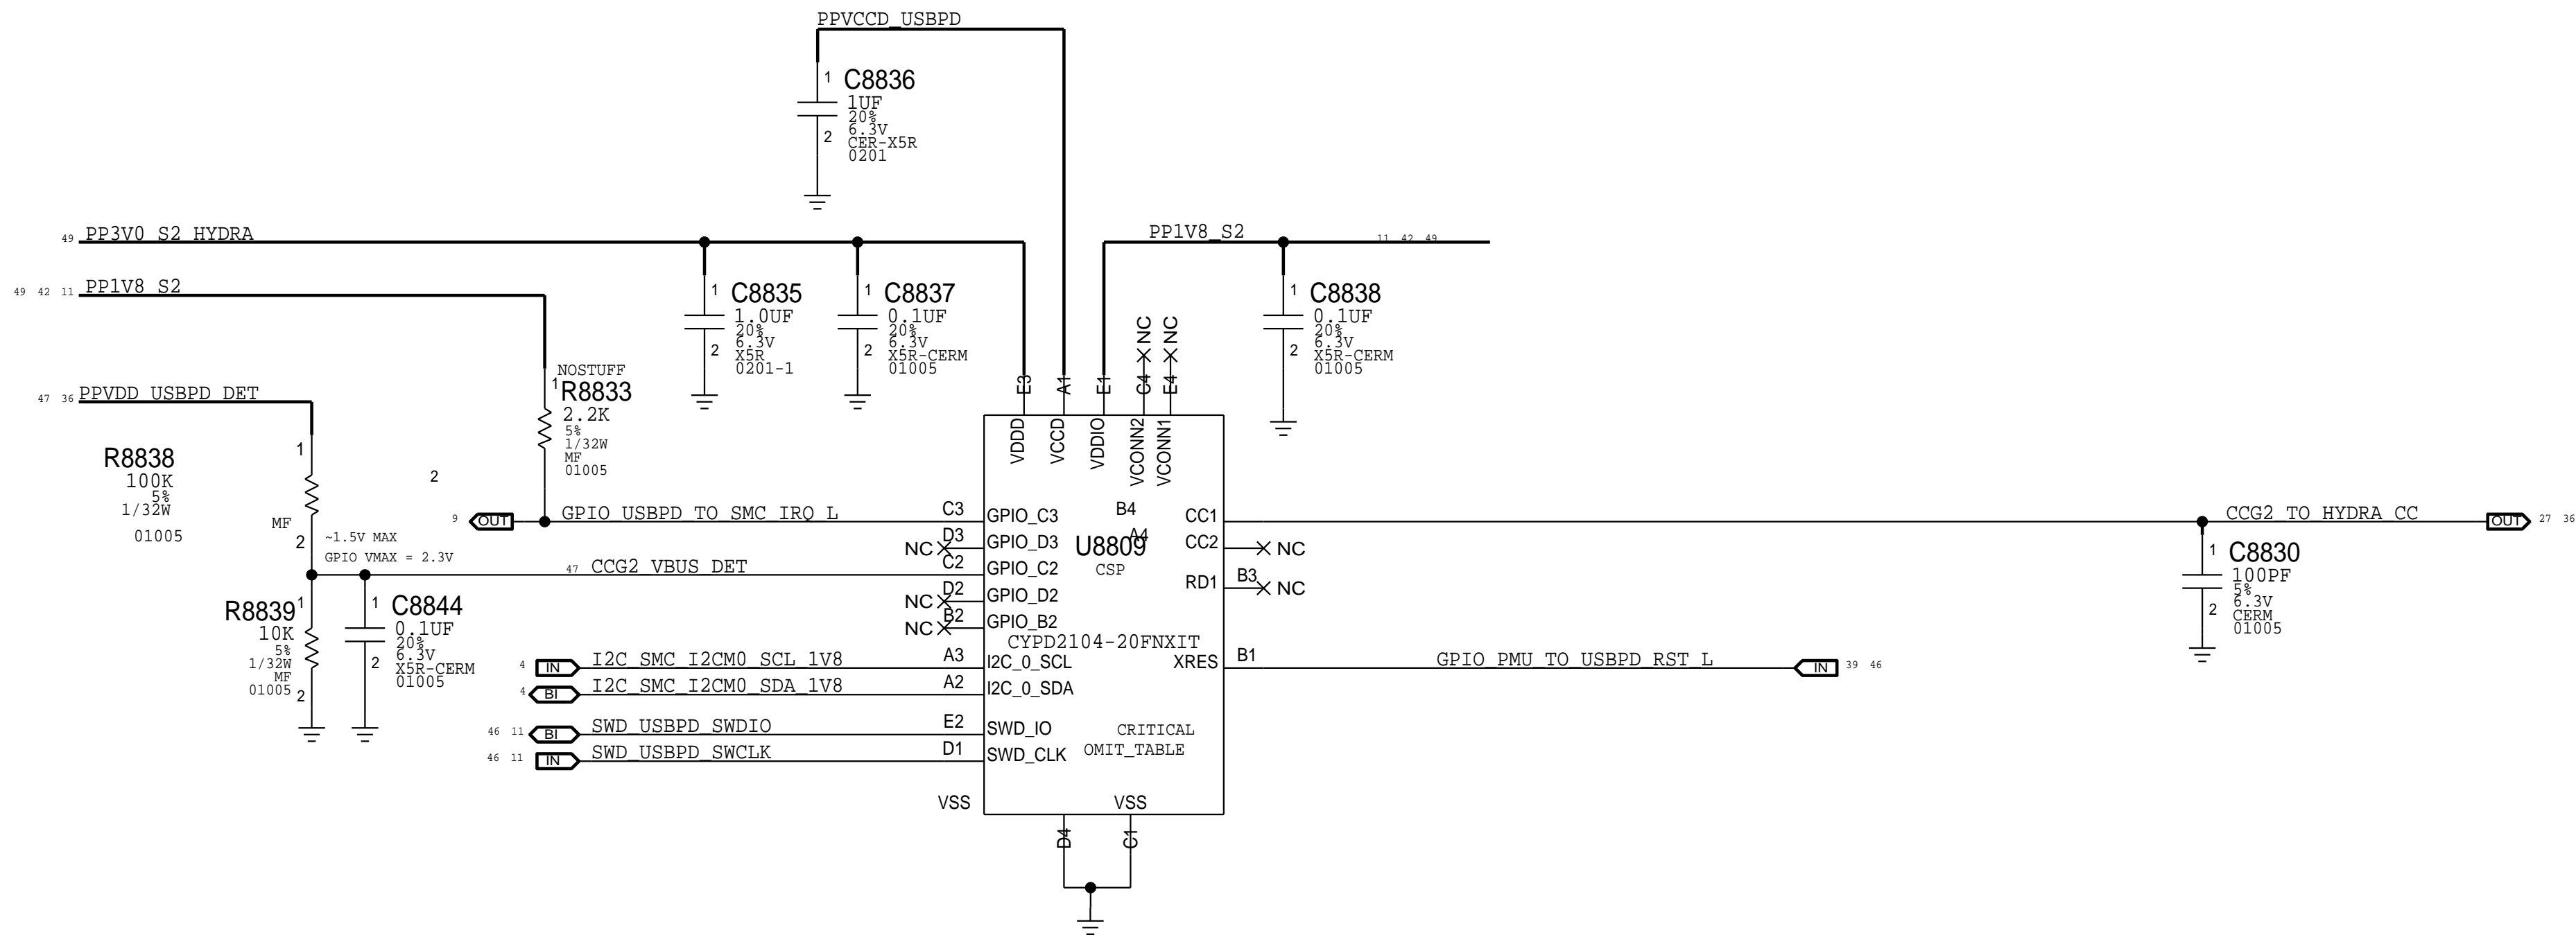 PPVCCD_USBPD
1
C8836
1UF
20%
6.3V
2
CER-X5R
0201
49 PP3V0_S2_HYDRA
PP1V8_S2
11 42 49
49 42 11 PP1V8_S2
1
C8835
1.0UF
20%
6.3V
2
X5R
0201-1
1
C8837
0.1UF
20%
6.3V
2
X5R-CERM
01005
1
C8838
0.1UF
20%
6.3V
2
X5R-CERM
01005
NC
NC
NOSTUFF
1
R8833
2.2K
5%
1/32W
MF
01005
2
47 36 PPVDD_USBPD_DET
1
R8838
100K
5%
1/32W
MF
01005
2
~1.5V MAX
GPIO VMAX = 2.3V
E3
A1
E1
C4
E4
VDDD
VCCD
VDDIO
VCONN2
VCONN1
9 OUT GPIO_USBPD_TO_SMC_IRQ_L C3 GPIO_C3
NC D3 GPIO_D3
47 CCG2_VBUS_DET C2 GPIO_C2
NC D2 GPIO_D2
NC B2 GPIO_B2
B4
CC1
A4
CC2
NC
U8809
CSP
RD1 B3 NC
CYPD2104-20FNXIT
CCG2_TO_HYDRA_CC OUT 27 36
1
C8830
100PF
5%
6.3V
2
CERM
01005
1
R8839
10K
5%
1/32W
MF
01005
2
1
C8844
0.1UF
20%
6.3V
2
X5R-CERM
01005
4 IN I2C_SMC_I2CM0_SCL_1V8 A3 I2C_0_SCL
XRES B1 GPIO_PMU_TO_USBPD_RST_L IN 39 46
4 BI I2C_SMC_I2CM0_SDA_1V8 A2 I2C_0_SDA
46 11 BI SWD_USBPD_SWDIO E2 SWD_IO
CRITICAL
46 11 IN SWD_USBPD_SWCLK D1 SWD_CLK
OMIT_TABLE
VSS
VSS
D4
C1